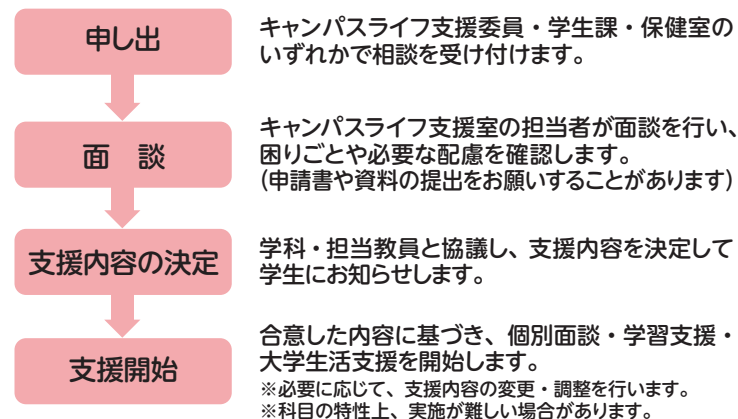 申し出
キャンパスライフ支援委員・学生課・保健室の
いずれかで相談を受け付けます。
面　談
キャンパスライフ支援室の担当者が面談を行い、
困りごとや必要な配慮を確認します。
(申請書や資料の提出をお願いすることがあります)
支援内容の決定
学科・担当教員と協議し、支援内容を決定して
学生にお知らせします。
支援開始
合意した内容に基づき、個別面談・学習支援・
大学生活支援を開始します。
※必要に応じて、支援内容の変更・調整を行います。
※科目の特性上、実施が難しい場合があります。